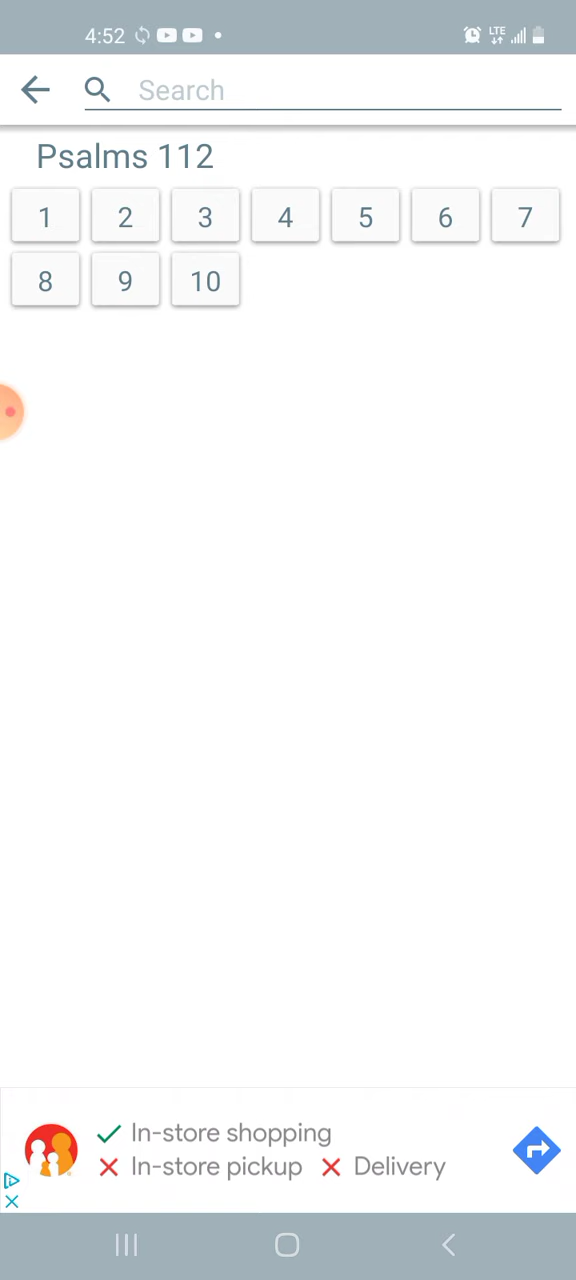 4:52
LTE
Search
Psalms 112
1 2 3 4 5 6 7
8 9 10
In-store shopping
In-store pickup Delivery